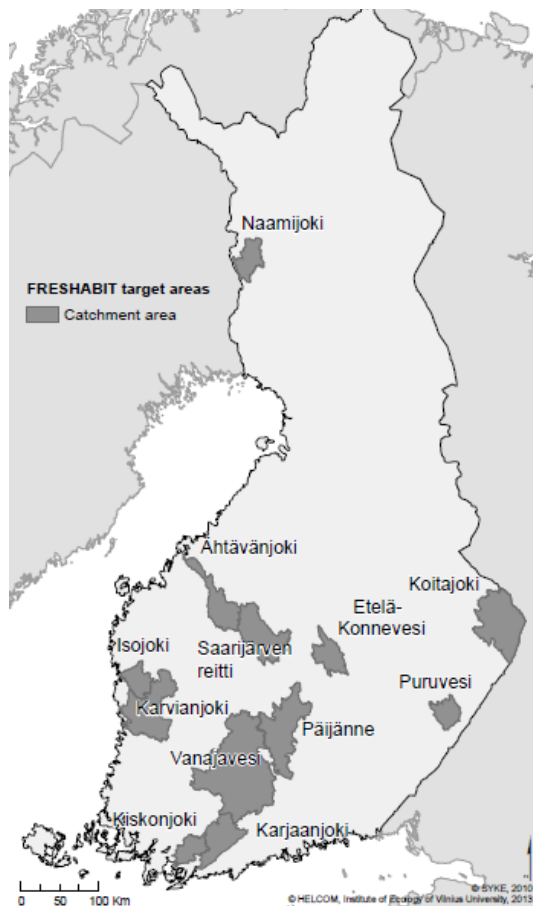 Naamijoki
FRESHABIT target areas
Catchment area
Ähtävänjoki
Koitajoki
Etelä-
Konnevesi
Isojoki
Saarijärven
reitti
Puruvesi
Karvianjoki
Päijänne
Vanajavesi
Kiskonjoki
Karjaanjoki
0 50 100 Km
© SYKE, 2010
© HELCOM, Institute of Ecology of Vilnius University, 2013